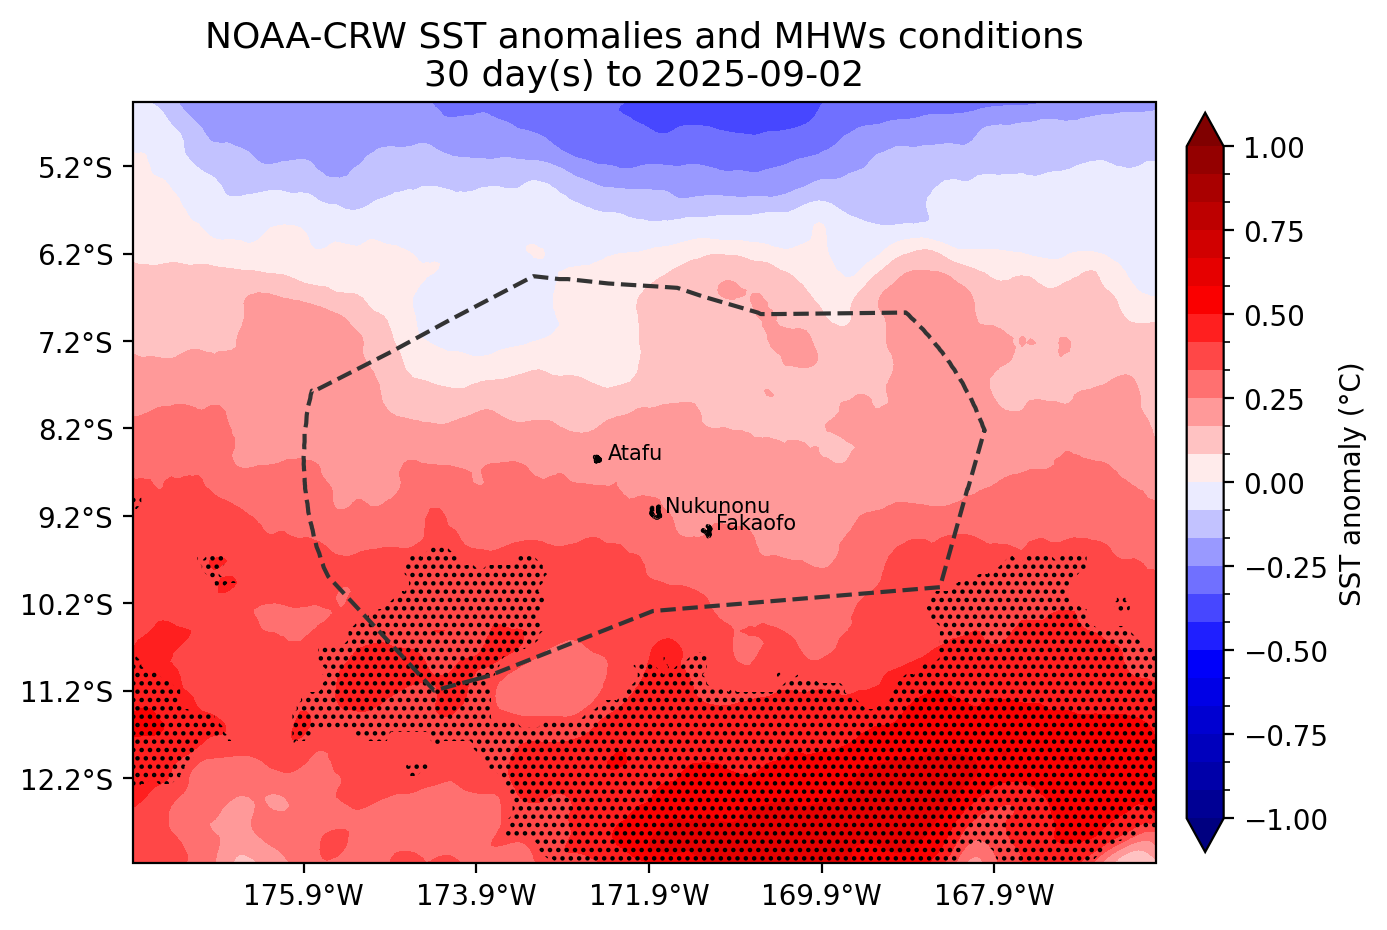 NOAA-CRW SST anomalies and MHWs conditions
30 day(s) to 2025-09-02
5.2°S
6.2°S
7.2°S
8.2°S
9.2°S
10.2°S
11.2°S
12.2°S
Atafu
Nukunonu
Fakaofo
175.9°W
173.9°W
171.9°W
169.9°W
167.9°W
1.00
0.75
0.50
0.25
0.00
−0.25
−0.50
−0.75
−1.00
SST anomaly (°C)